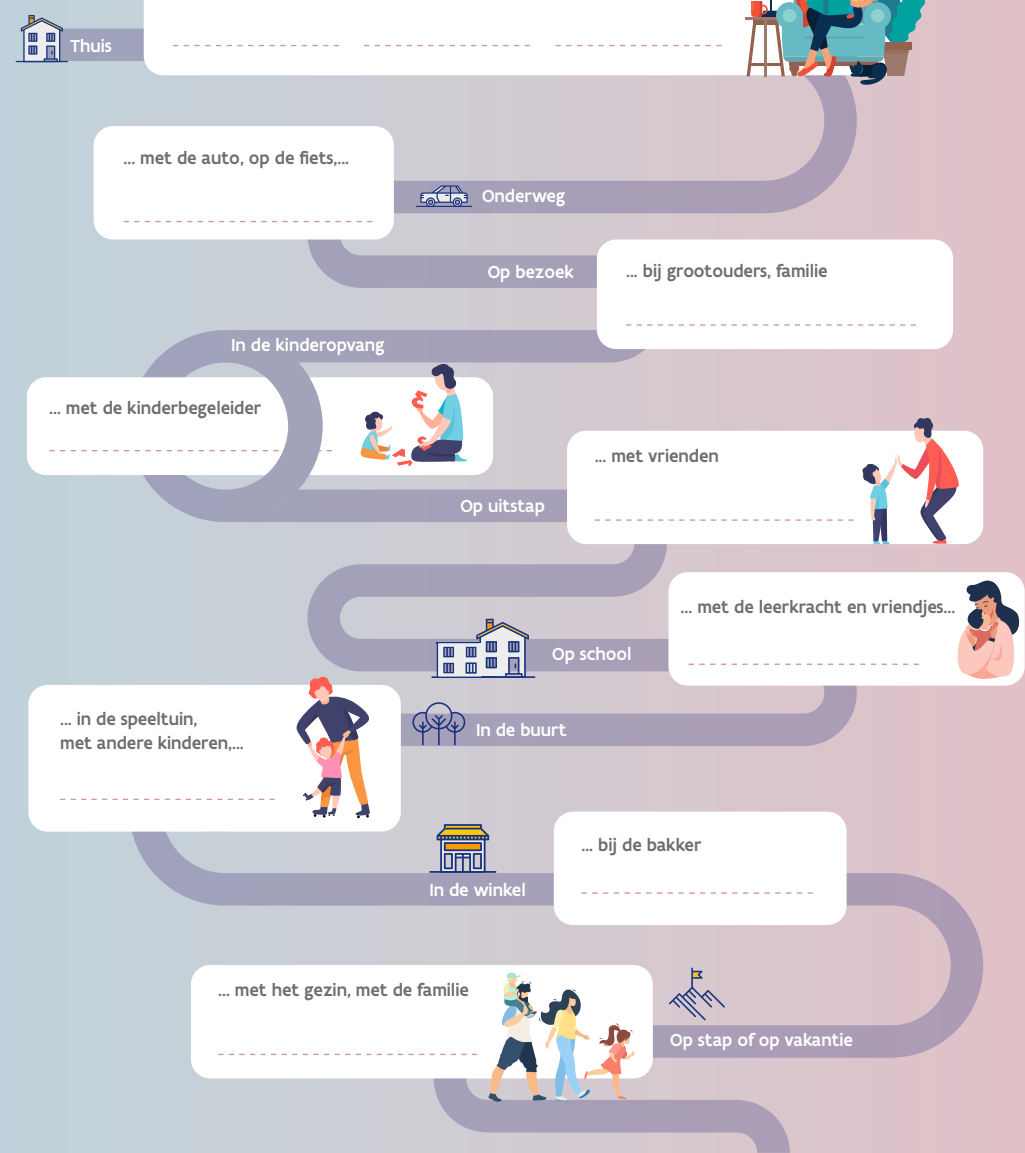 Thuis
... met de auto, op de fiets,...
Onderweg
Op bezoek
... bij grootouders, familie
In de kinderopvang
... met de kinderbegeleider
... met vrienden
Op uitstap
... met de leerkracht en vriendjes...
Op school
... in de speeltuin,
met andere kinderen,...
In de buurt
... bij de bakker
In de winkel
... met het gezin, met de familie
Op stap of op vakantie